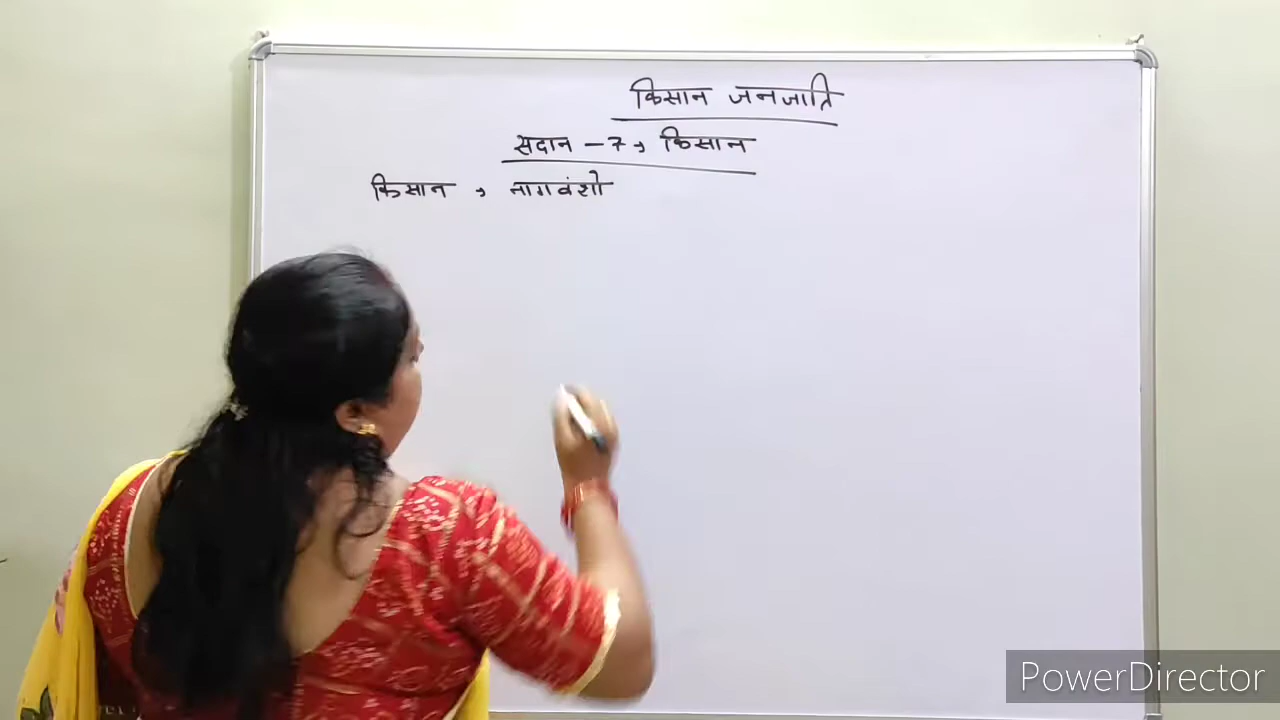 किसान जनजाति
सदान – 7, किसान
किसान , नागवंशी
PowerDirector